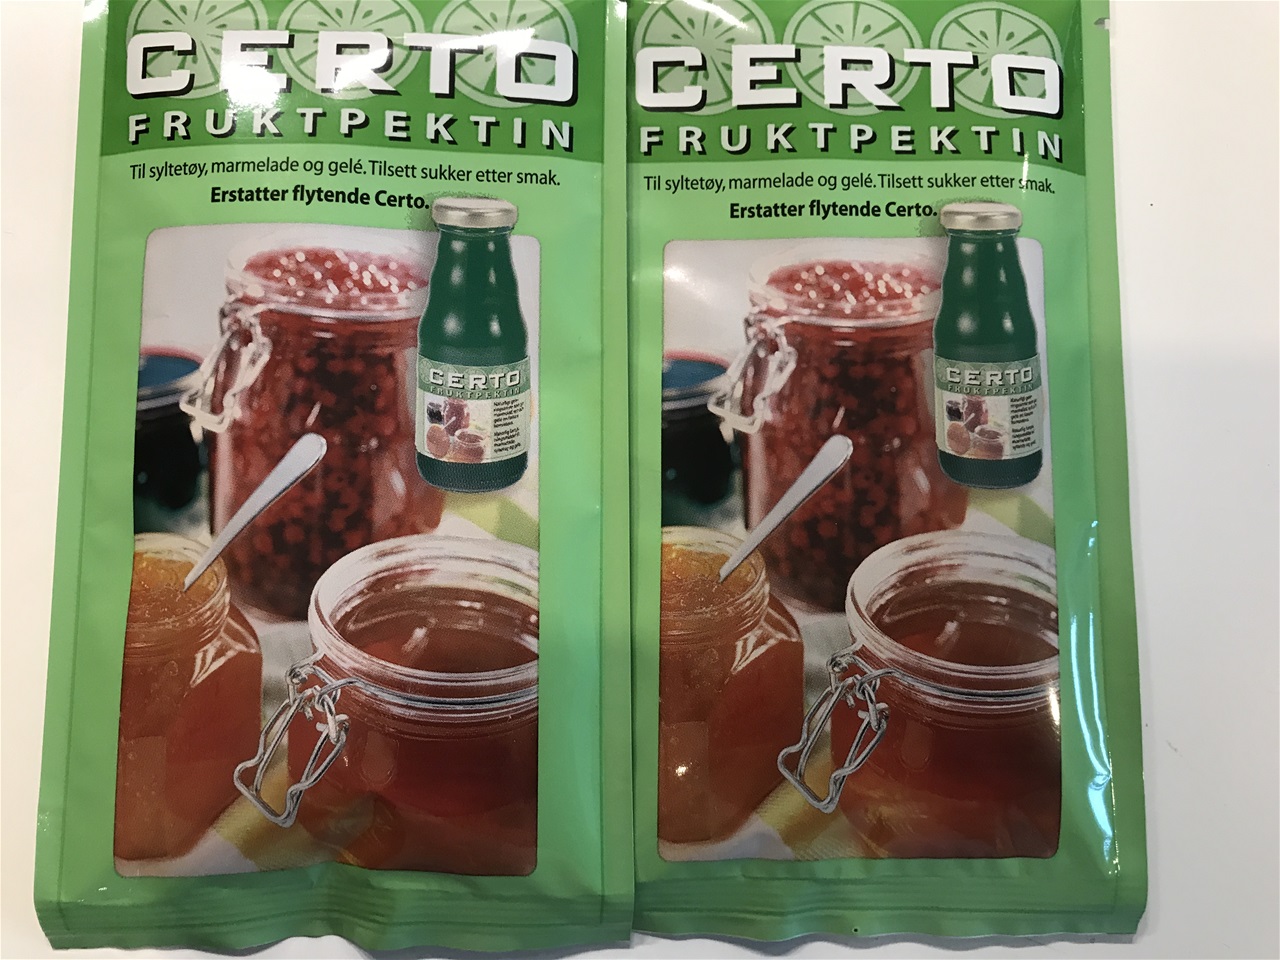 CERTO
FRUKTPEKTIN
Til syltetøy, marmelade og gelé. Tilsett sukker etter smak.
Erstatter flytende Certo.
CERTO
FRUKTPEKTIN
CERTO
FRUKTPEKTIN
Til syltetøy, marmelade og gelé. Tilsett sukker etter smak.
Erstatter flytende Certo.
CERTO
FRUKTPEKTIN